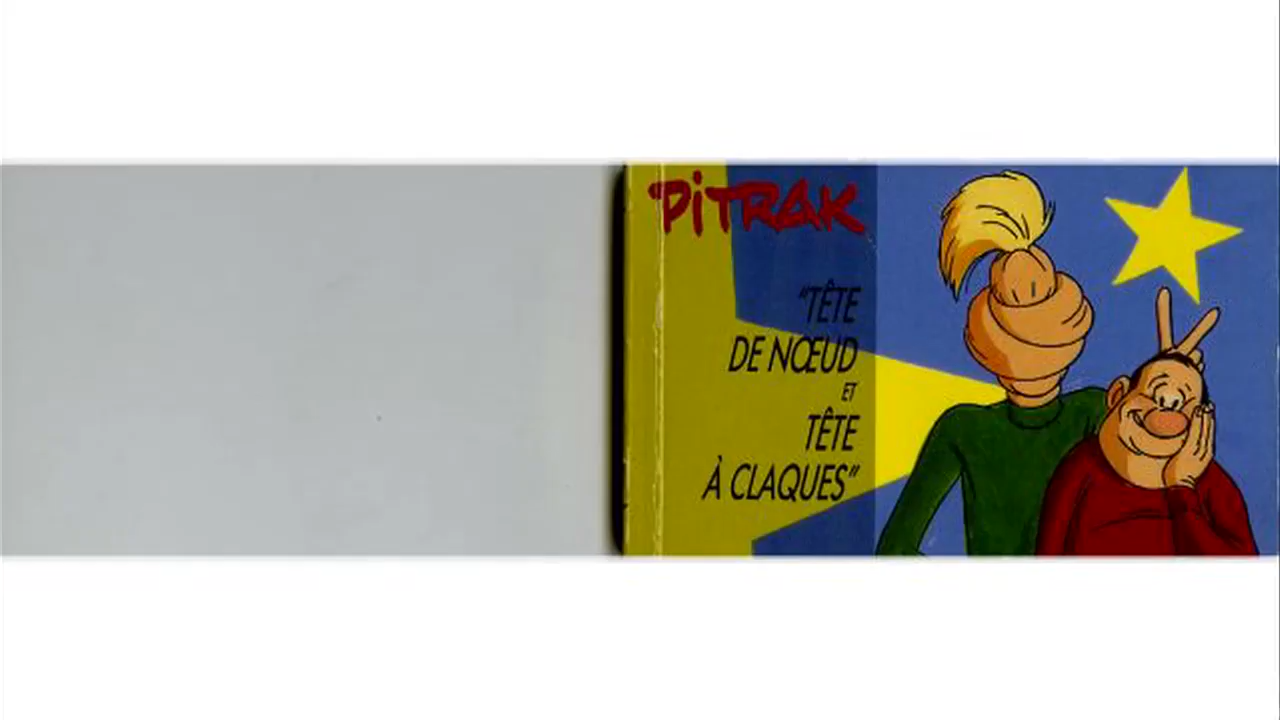 PiTRAK
"TÊTE
DE NŒUD
ET
TÊTE
À CLAQUES"